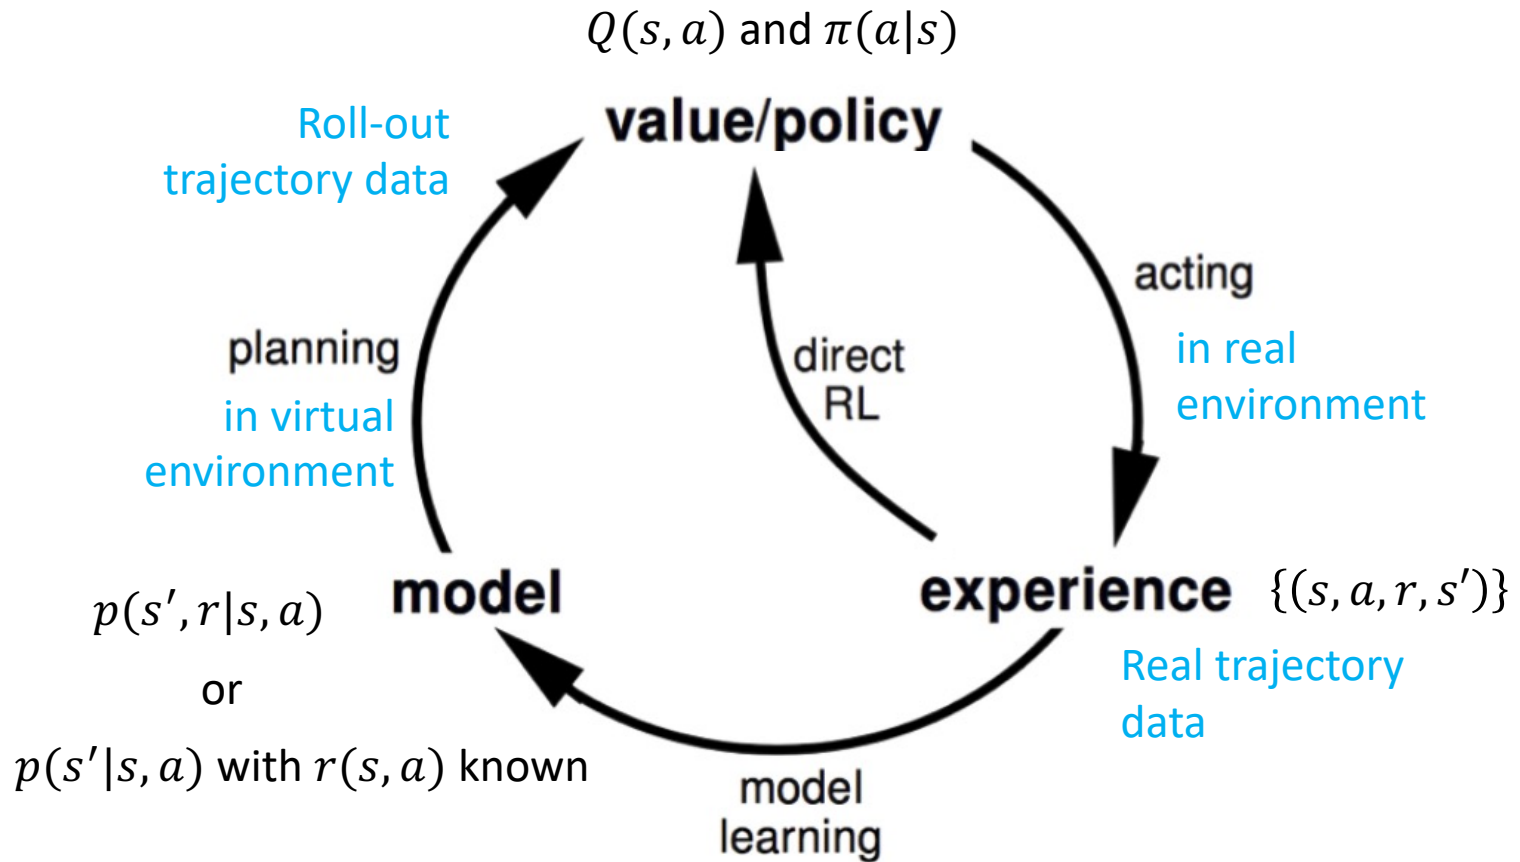 Q(s, a) and π(a|s)
value/policy
Roll-out
trajectory data
acting
in real
environment
direct
RL
planning
in virtual
environment
model
experience
{(s, a, r, s′)}
p(s′, r|s, a)
or
p(s′|s, a) with r(s, a) known
Real trajectory
data
model
learning